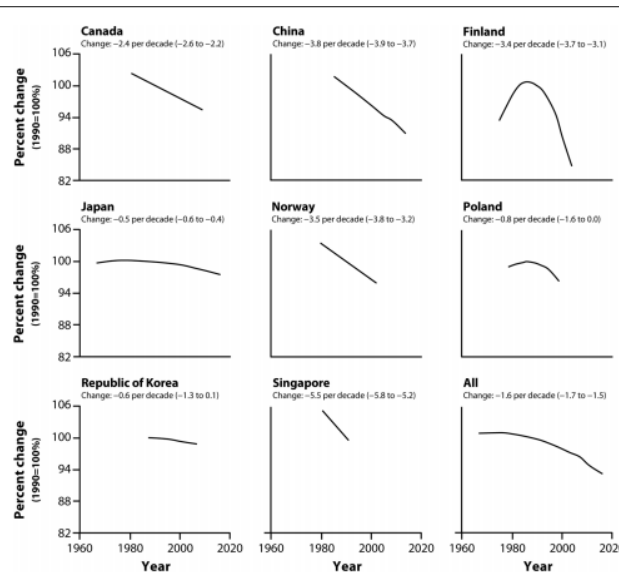 Canada
Change: −2.4 per decade (−2.6 to −2.2)
China
Change: −3.8 per decade (−3.9 to −3.7)
Finland
Change: −3.4 per decade (−3.7 to −3.1)
Percent change
(1990=100%)
106
100
94
88
82
Japan
Change: −0.5 per decade (−0.6 to −0.4)
Norway
Change: −3.5 per decade (−3.8 to −3.2)
Poland
Change: −0.8 per decade (−1.6 to 0.0)
Percent change
(1990=100%)
106
100
94
88
82
Republic of Korea
Change: −0.6 per decade (−1.3 to 0.1)
Singapore
Change: −5.5 per decade (−5.8 to −5.2)
All
Change: −1.6 per decade (−1.7 to −1.5)
Percent change
(1990=100%)
106
100
94
88
82
1960 1980 2000 2020
Year
1960 1980 2000 2020
Year
1960 1980 2000 2020
Year